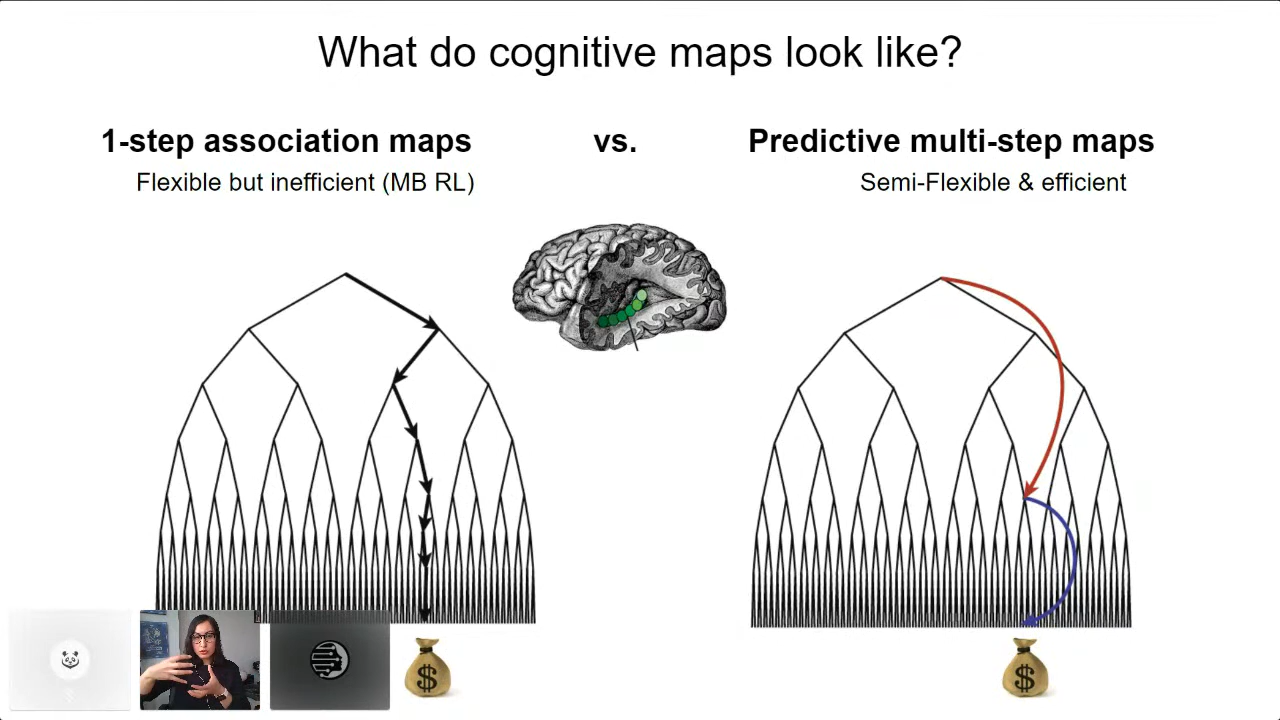 What do cognitive maps look like?
1-step association maps
vs.
Predictive multi-step maps
Flexible but inefficient (MB RL)
Semi-Flexible & efficient
$
$